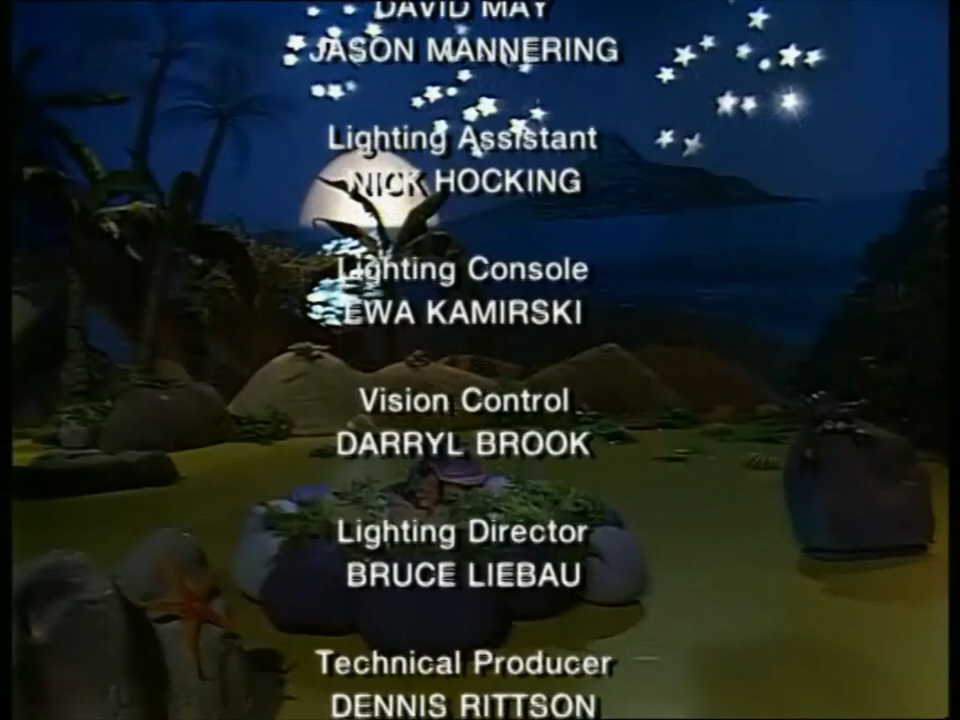 DAVID MAY
JASON MANNERING
Lighting Assistant
NICK HOCKING
Lighting Console
EWA KAMIRSKI
Vision Control
DARRYL BROOK
Lighting Director
BRUCE LIEBAU
Technical Producer
DENNIS RITTSON